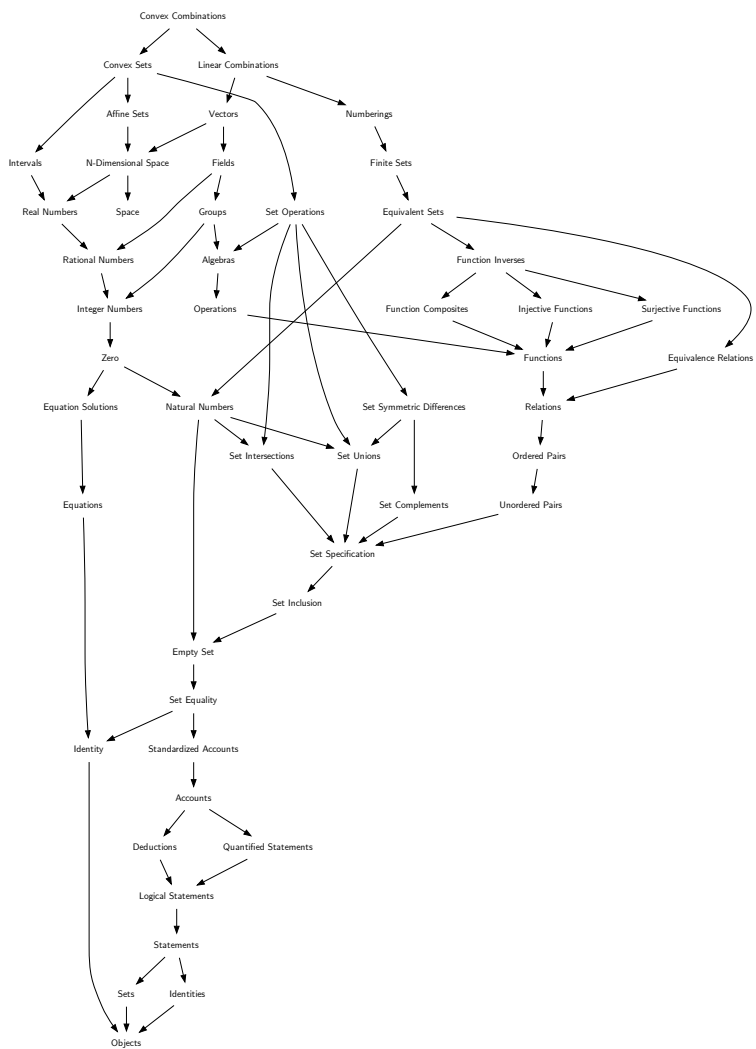 Convex Combinations
Convex Sets
Linear Combinations
Affine Sets
Vectors
Numberings
Intervals
N-Dimensional Space
Fields
Finite Sets
Real Numbers
Space
Groups
Set Operations
Equivalent Sets
Rational Numbers
Algebras
Function Inverses
Integer Numbers
Operations
Function Composites
Injective Functions
Surjective Functions
Zero
Functions
Equivalence Relations
Equation Solutions
Natural Numbers
Set Symmetric Differences
Relations
Set Intersections
Set Unions
Ordered Pairs
Equations
Set Complements
Unordered Pairs
Set Specification
Set Inclusion
Empty Set
Set Equality
Identity
Standardized Accounts
Accounts
Deductions
Quantified Statements
Logical Statements
Statements
Sets
Identities
Objects